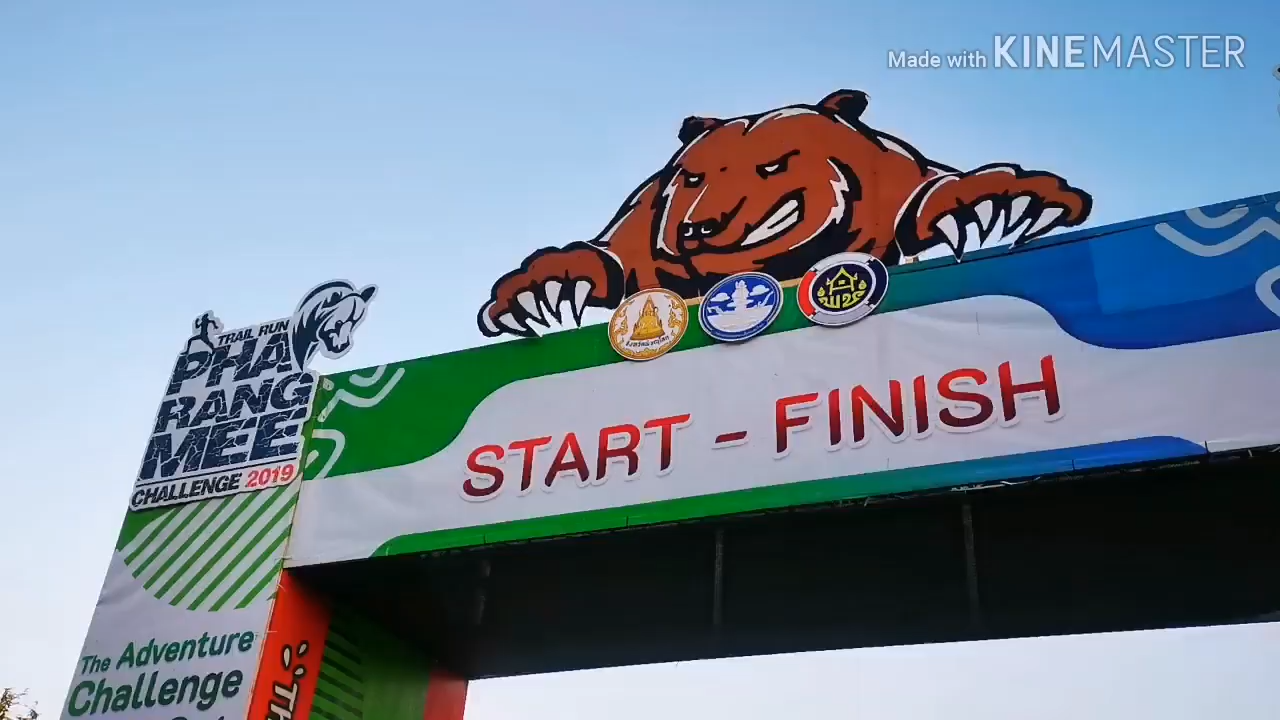 Made with KINEMASTER
TRAIL RUN
PHA
RANG
MEE
CHALLENGE 2019
START - FINISH
The Adventure
Challenge